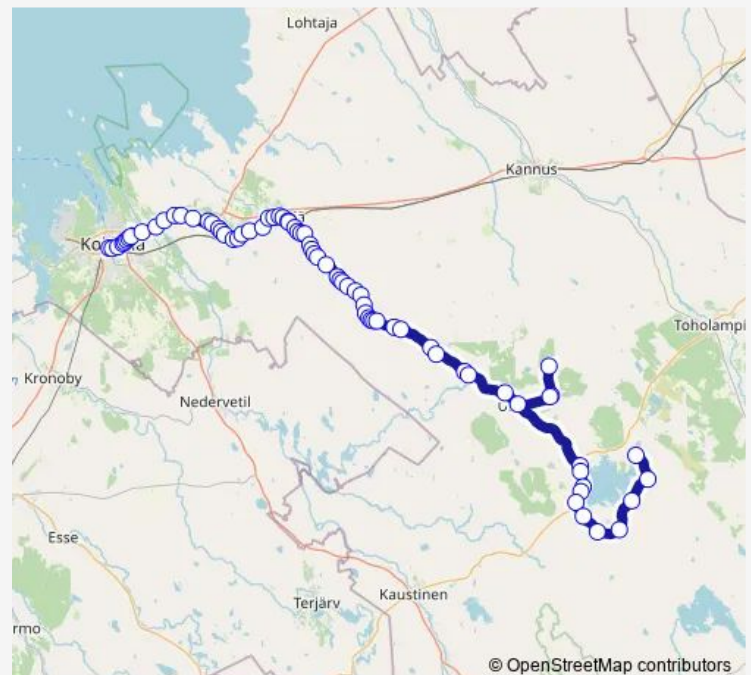 Lohtaja
Kannus
Toholampi
Kronoby
Nedervetil
Esse
Kaustinen
Terjärv
© OpenStreetMap contributors